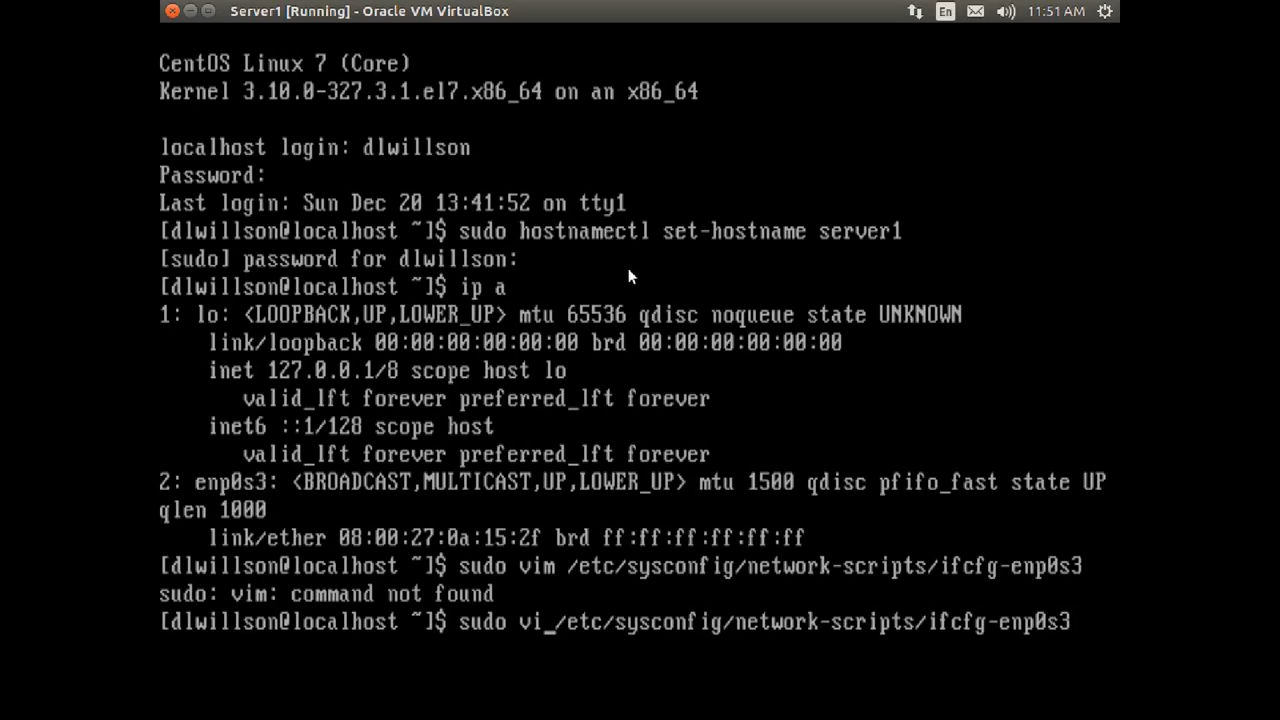 Server1 [Running] - Oracle VM VirtualBox En 11:51 AM
CentOS Linux 7 (Core)
Kernel 3.10.0-327.3.1.el7.x86_64 on an x86_64
localhost login: dlwillson
Password:
Last login: Sun Dec 20 13:41:52 on tty1
[dlwillson@localhost ~]$ sudo hostnamectl set-hostname server1
[sudo] password for dlwillson:
[dlwillson@localhost ~]$ ip a
1: lo: <LOOPBACK,UP,LOWER_UP> mtu 65536 qdisc noqueue state UNKNOWN
link/loopback 00:00:00:00:00:00 brd 00:00:00:00:00:00
inet 127.0.0.1/8 scope host lo
valid_lft forever preferred_lft forever
inet6 ::1/128 scope host
valid_lft forever preferred_lft forever
2: enp0s3: <BROADCAST,MULTICAST,UP,LOWER_UP> mtu 1500 qdisc pfifo_fast state UP
qlen 1000
link/ether 08:00:27:0a:15:2f brd ff:ff:ff:ff:ff:ff
[dlwillson@localhost ~]$ sudo vim /etc/sysconfig/network-scripts/ifcfg-enp0s3
sudo: vim: command not found
[dlwillson@localhost ~]$ sudo vi_/etc/sysconfig/network-scripts/ifcfg-enp0s3